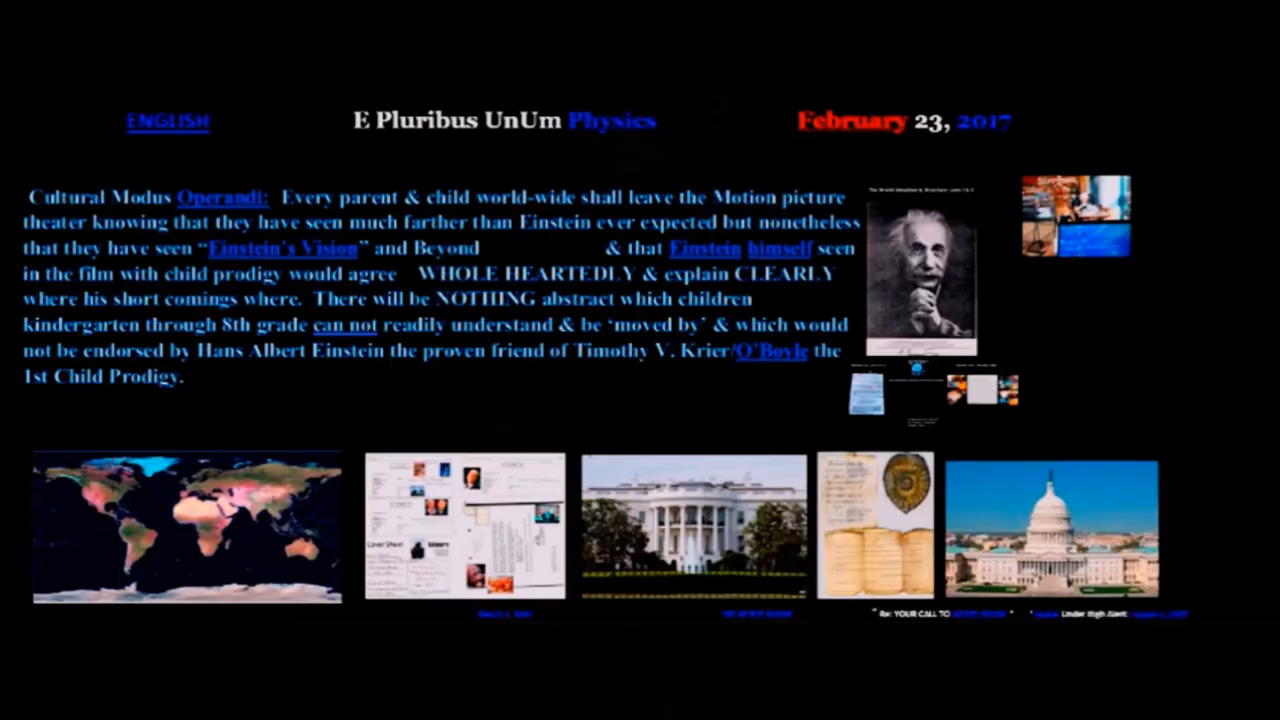 ENGLISH
E Pluribus UnUm Physics
February 23, 2017
Cultural Modus Operandi: Every parent & child world-wide shall leave the Motion picture
theater knowing that they have seen much farther than Einstein ever expected but nonetheless
that they have seen “Einstein's Vision” and Beyond & that Einstein himself seen
in the film with child prodigy would agree WHOLE HEARTEDLY & explain CLEARLY
where his short comings where. There will be NOTHING abstract which children
kindergarten through 8th grade can not readily understand & be ‘moved by’ & which would
not be endorsed by Hans Albert Einstein the proven friend of Timothy V. Krier/O'Boyle the
1st Child Prodigy.
Cover Sheet
" Re: YOUR CALL TO "
Under High Alert: